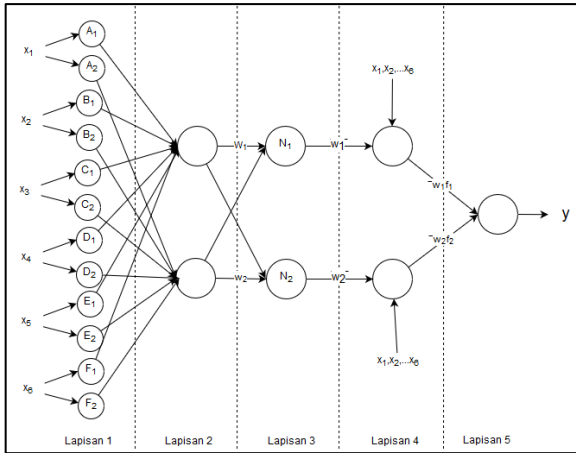 x1
x2
x3
x4
x5
x6
A1
A2
B1
B2
C1
C2
D1
D2
E1
E2
F1
F2
w1
w2
N1
N2
w1-
w2-
x1,x2,...x6
x1,x2,...x6
-w1f1
-w2f2
y
Lapisan 1
Lapisan 2
Lapisan 3
Lapisan 4
Lapisan 5